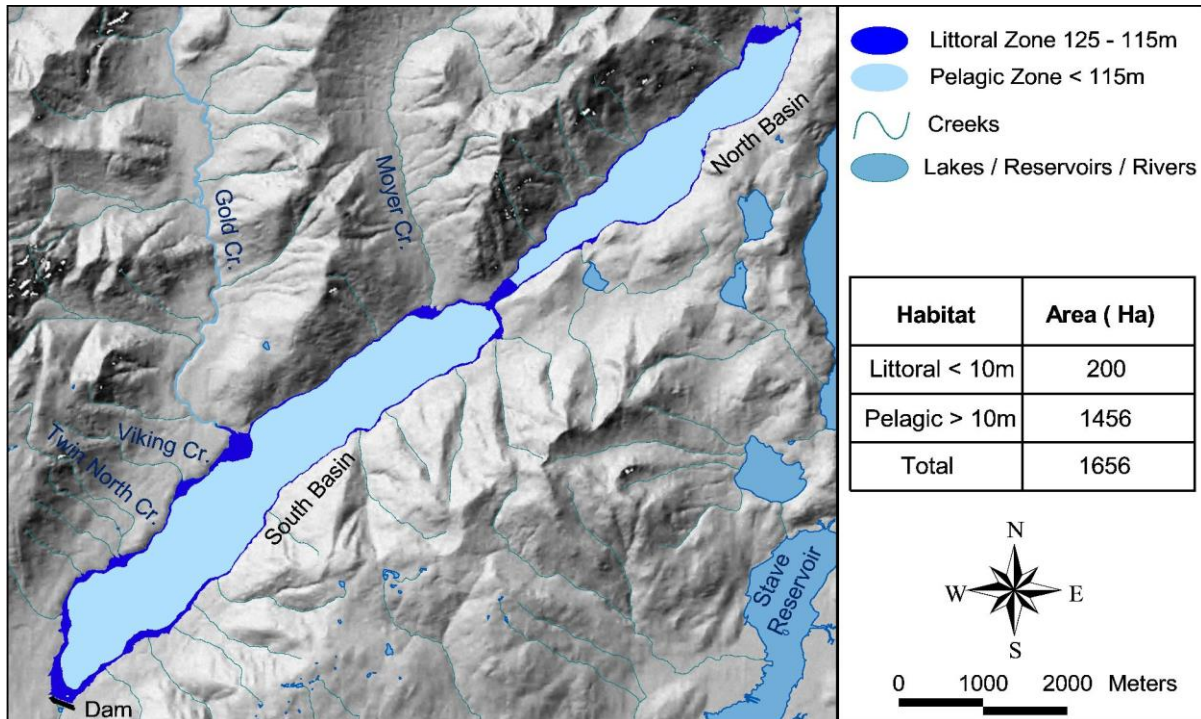 North Basin
Moyer Cr.
Gold Cr.
Viking Cr.
Twin North Cr.
South Basin
Stave
Reservoir
Dam
Littoral Zone 125 - 115m
Pelagic Zone < 115m
Creeks
Lakes / Reservoirs / Rivers
Habitat Area ( Ha)
Littoral < 10m 200
Pelagic > 10m 1456
Total 1656
N
W E
S
0 1000 2000 Meters